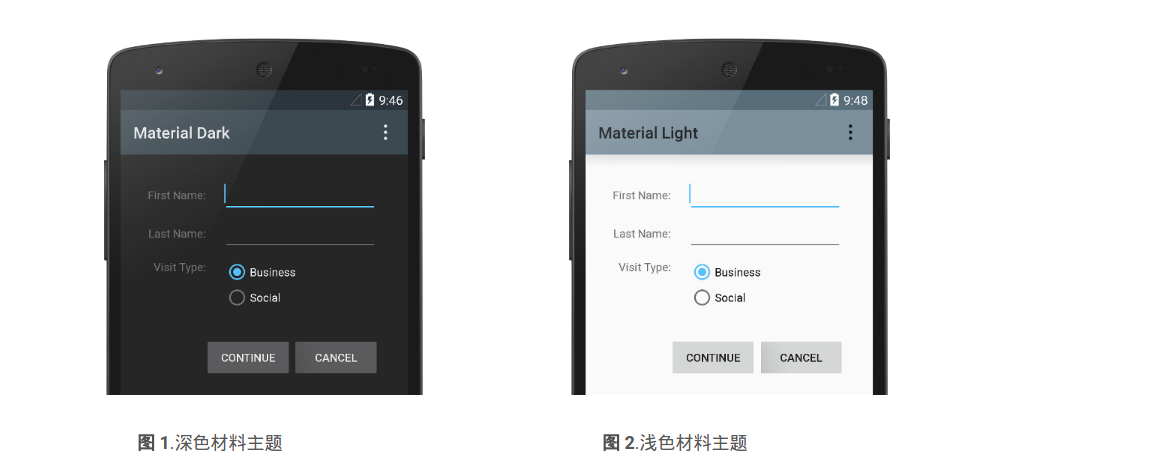 9:46
Material Dark
First Name:
Last Name:
Visit Type:
Business
Social
CONTINUE CANCEL
图 1.深色材料主题
9:48
Material Light
First Name:
Last Name:
Visit Type:
Business
Social
CONTINUE CANCEL
图 2.浅色材料主题